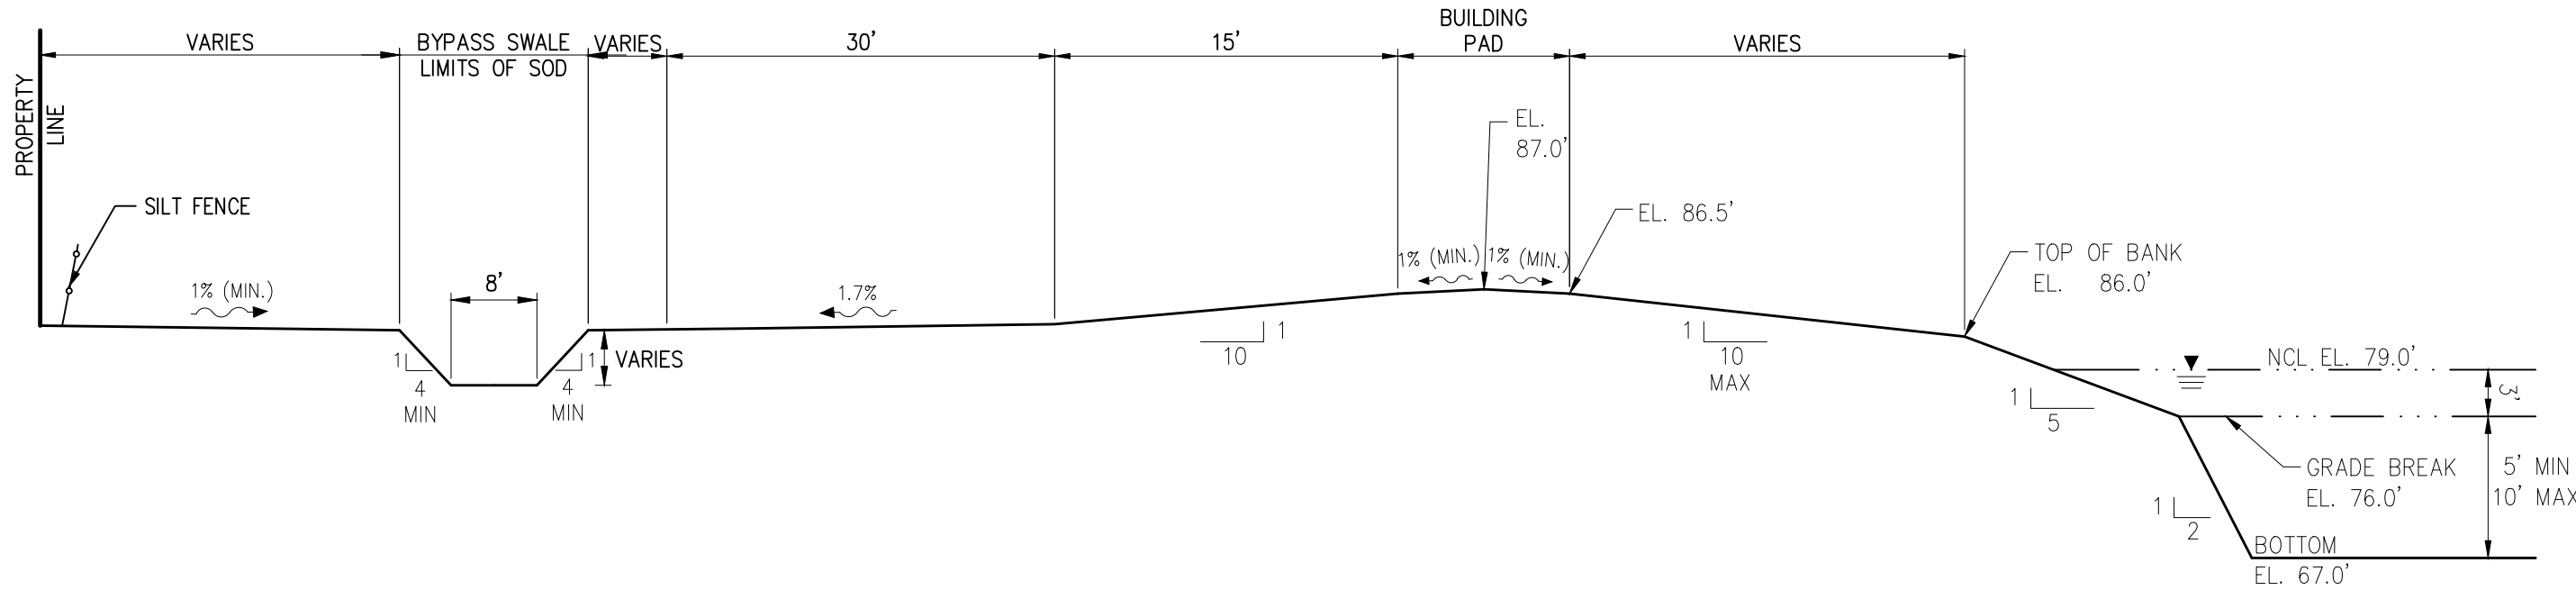 PROPERTY
LINE
VARIES
BYPASS SWALE
LIMITS OF SOD
VARIES
30'
15'
BUILDING
PAD
VARIES
EL.
87.0'
SILT FENCE
EL. 86.5'
1% (MIN.)
8'
1.7%
1% (MIN.)
1% (MIN.)
TOP OF BANK
EL. 86.0'
1
4
MIN
1
4
MIN
VARIES
1
10
1
10
MAX
NCL EL. 79.0'
3'
1
5
GRADE BREAK
EL. 76.0'
5' MIN
10' MAX
1
2
BOTTOM
EL. 67.0'